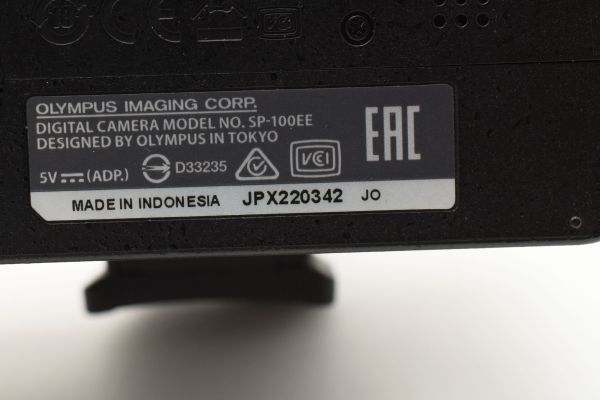 OLYMPUS IMAGING CORP.
DIGITAL CAMERA MODEL NO. SP-100EE
DESIGNED BY OLYMPUS IN TOKYO
5V (ADP.) D33235 VCI EAC
MADE IN INDONESIA JPX220342 JO